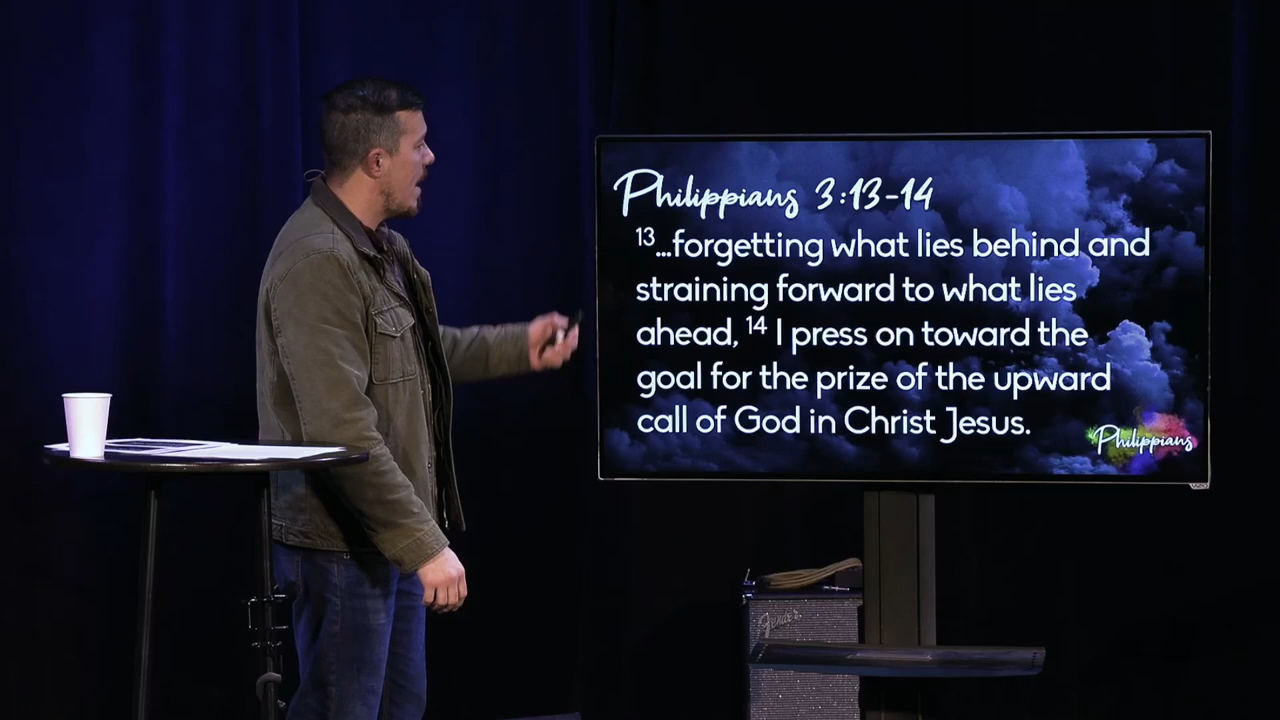 Philippians 3:13-14
13...forgetting what lies behind and
straining forward to what lies
ahead, 14 I press on toward the
goal for the prize of the upward
call of God in Christ Jesus.
Philippians
VIZIO
Fender